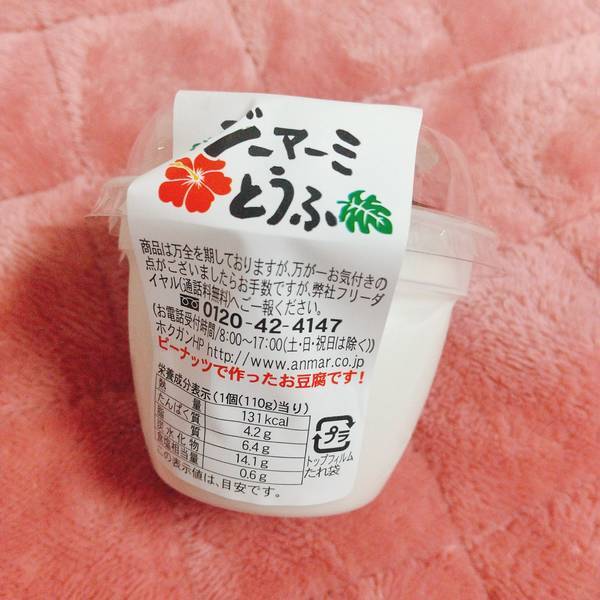 ジーマーミ
とうふ
商品は万全を期しておりますが、万が一お気付きの
点がございましたらお手数ですが、弊社フリーダ
イヤル(通話料無料)へご一報ください。
0120-42-4147
(お電話受付時間/8:00～17:00(土・日・祝日は除く))
ホクガンHP http://www.anmar.co.jp
ピーナッツで作ったお豆腐です!
栄養成分表示(1個(110g)当り)
熱量 131kcal
たんぱく質 4.2g
脂質 6.4g
炭水化物 14.1g
食塩相当量 0.6g
この表示値は、目安です。
プラ
トップフィルム
たれ袋